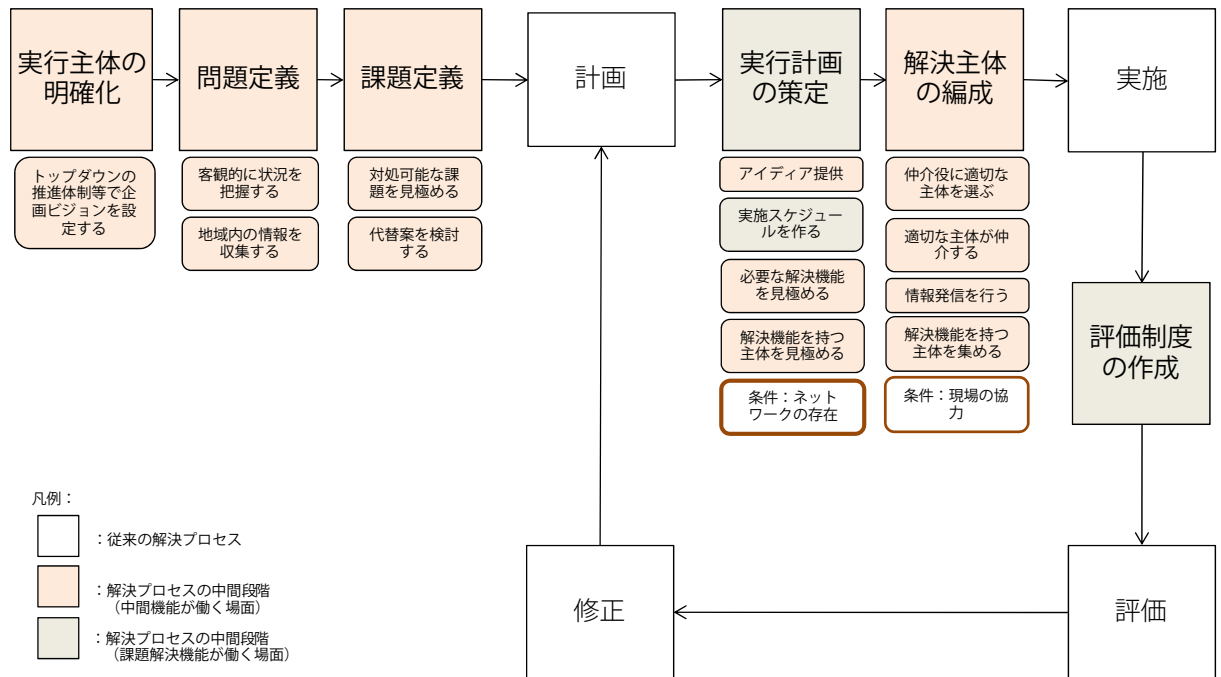 実行主体の
明確化
問題定義
課題定義
計画
実行計画
の策定
解決主体
の編成
実施
トップダウンの
推進体制等で企
画ビジョンを設
定する
客観的に状況を
把握する
地域内の情報を
収集する
対処可能な課
題を見極める
代替案を検討
する
アイディア提供
実施スケジュー
ルを作る
必要な解決機能
を見極める
解決機能を持つ
主体を見極める
条件：ネット
ワークの存在
仲介役に適切な
主体を選ぶ
適切な主体が仲
介する
情報発信を行う
解決機能を持つ
主体を集める
条件：現場の協
力
評価制度
の作成
評価
修正
凡例：
：従来の解決プロセス
：解決プロセスの中間段階
（中間機能が働く場面）
：解決プロセスの中間段階
（課題解決機能が働く場面）